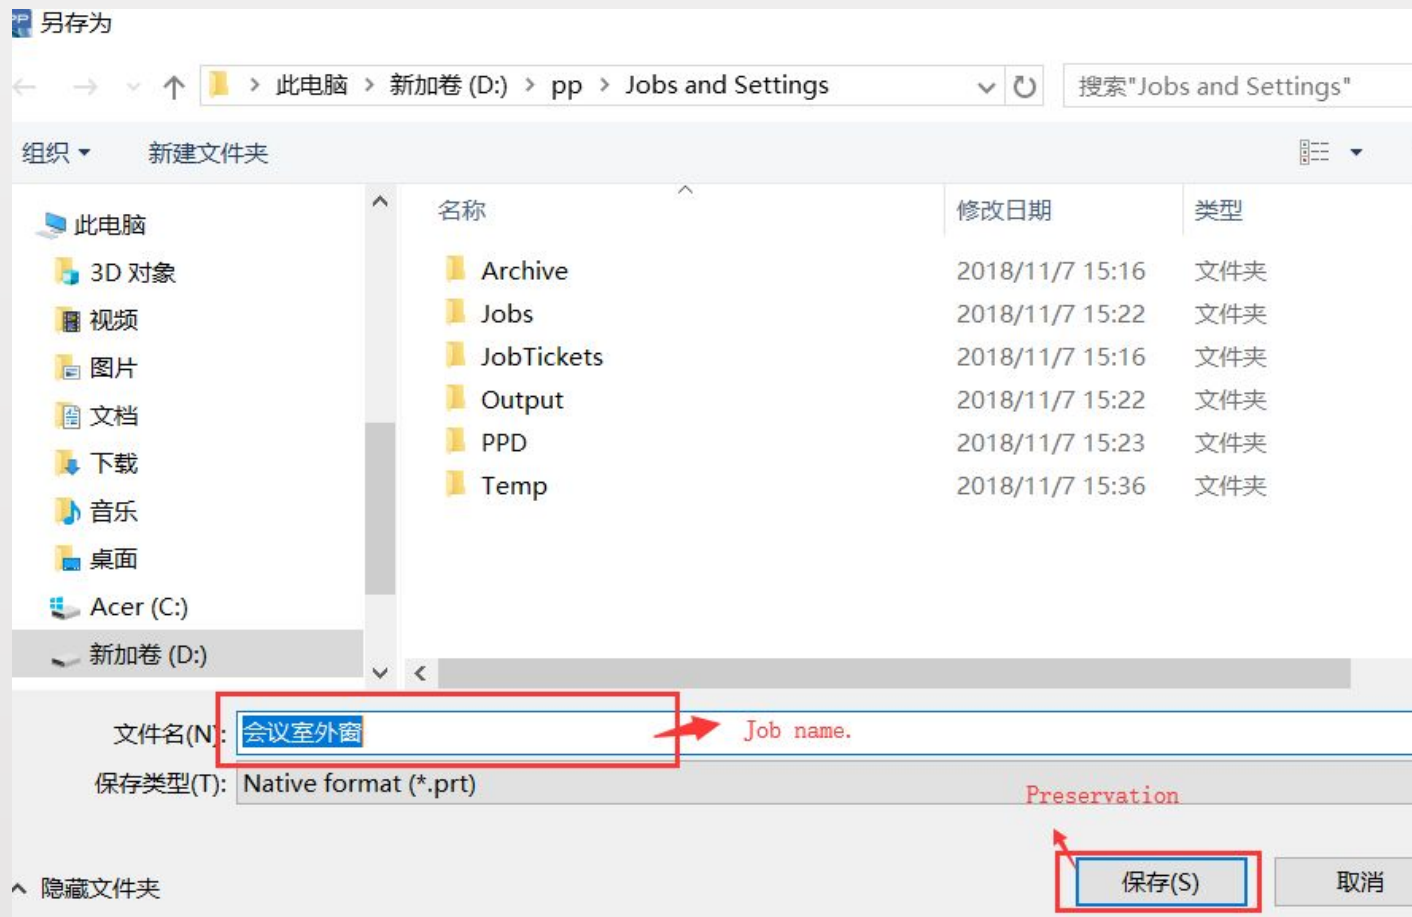 另存为
此电脑 > 新加卷 (D:) > pp > Jobs and Settings
搜索"Jobs and Settings"
组织
新建文件夹
名称 修改日期 类型
此电脑
3D 对象
视频
图片
文档
下载
音乐
桌面
Acer (C:)
新加卷 (D:)
Archive 2018/11/7 15:16 文件夹
Jobs 2018/11/7 15:22 文件夹
JobTickets 2018/11/7 15:16 文件夹
Output 2018/11/7 15:22 文件夹
PPD 2018/11/7 15:23 文件夹
Temp 2018/11/7 15:36 文件夹
文件名(N): 会议室外窗
Job name.
保存类型(T): Native format (*.prt)
Preservation
隐藏文件夹
保存(S)
取消